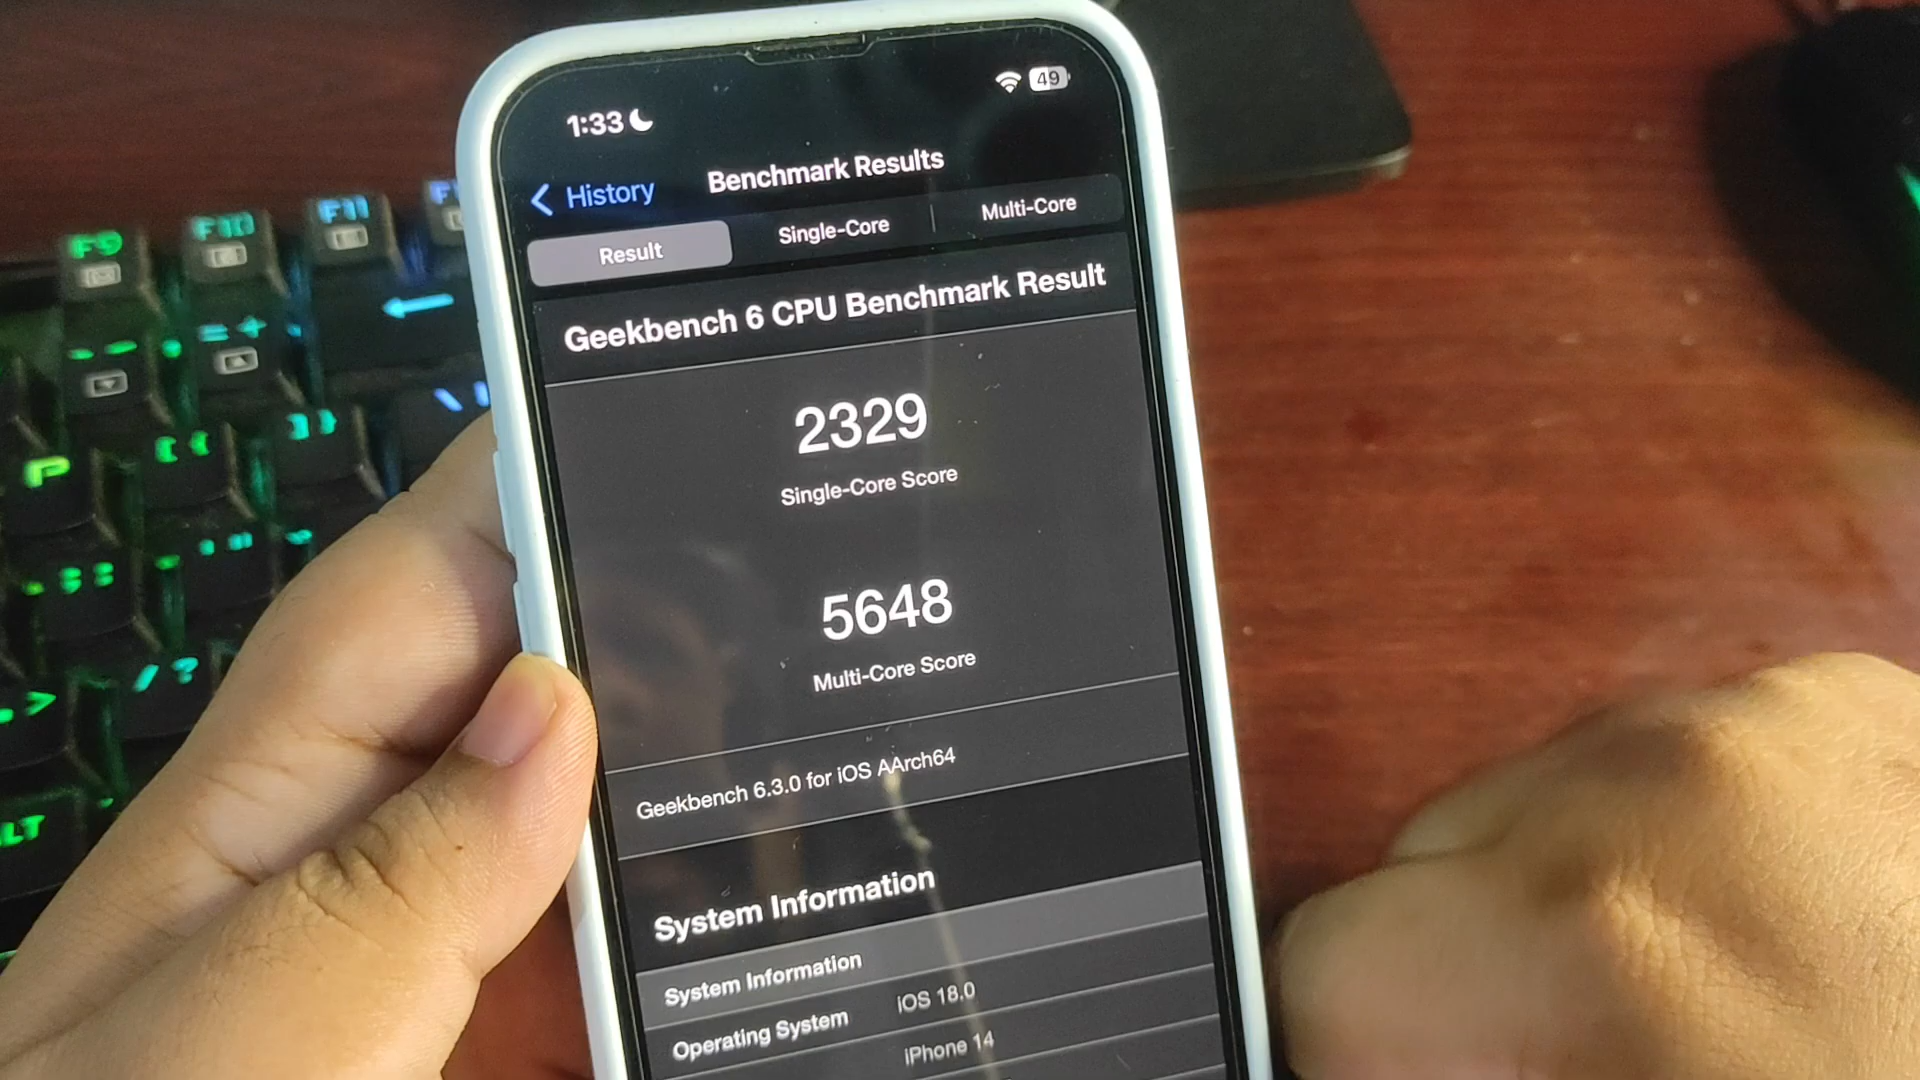 1:33
49
History
Benchmark Results
Result
Single-Core
Multi-Core
Geekbench 6 CPU Benchmark Result
2329
Single-Core Score
5648
Multi-Core Score
Geekbench 6.3.0 for iOS AArch64
System Information
System Information
Operating System iOS 18.0
iPhone 14
F9
F10
F11
F
- -
= +
P
[ {
] }
\ |
: ;
' "
>
/ ?
LT